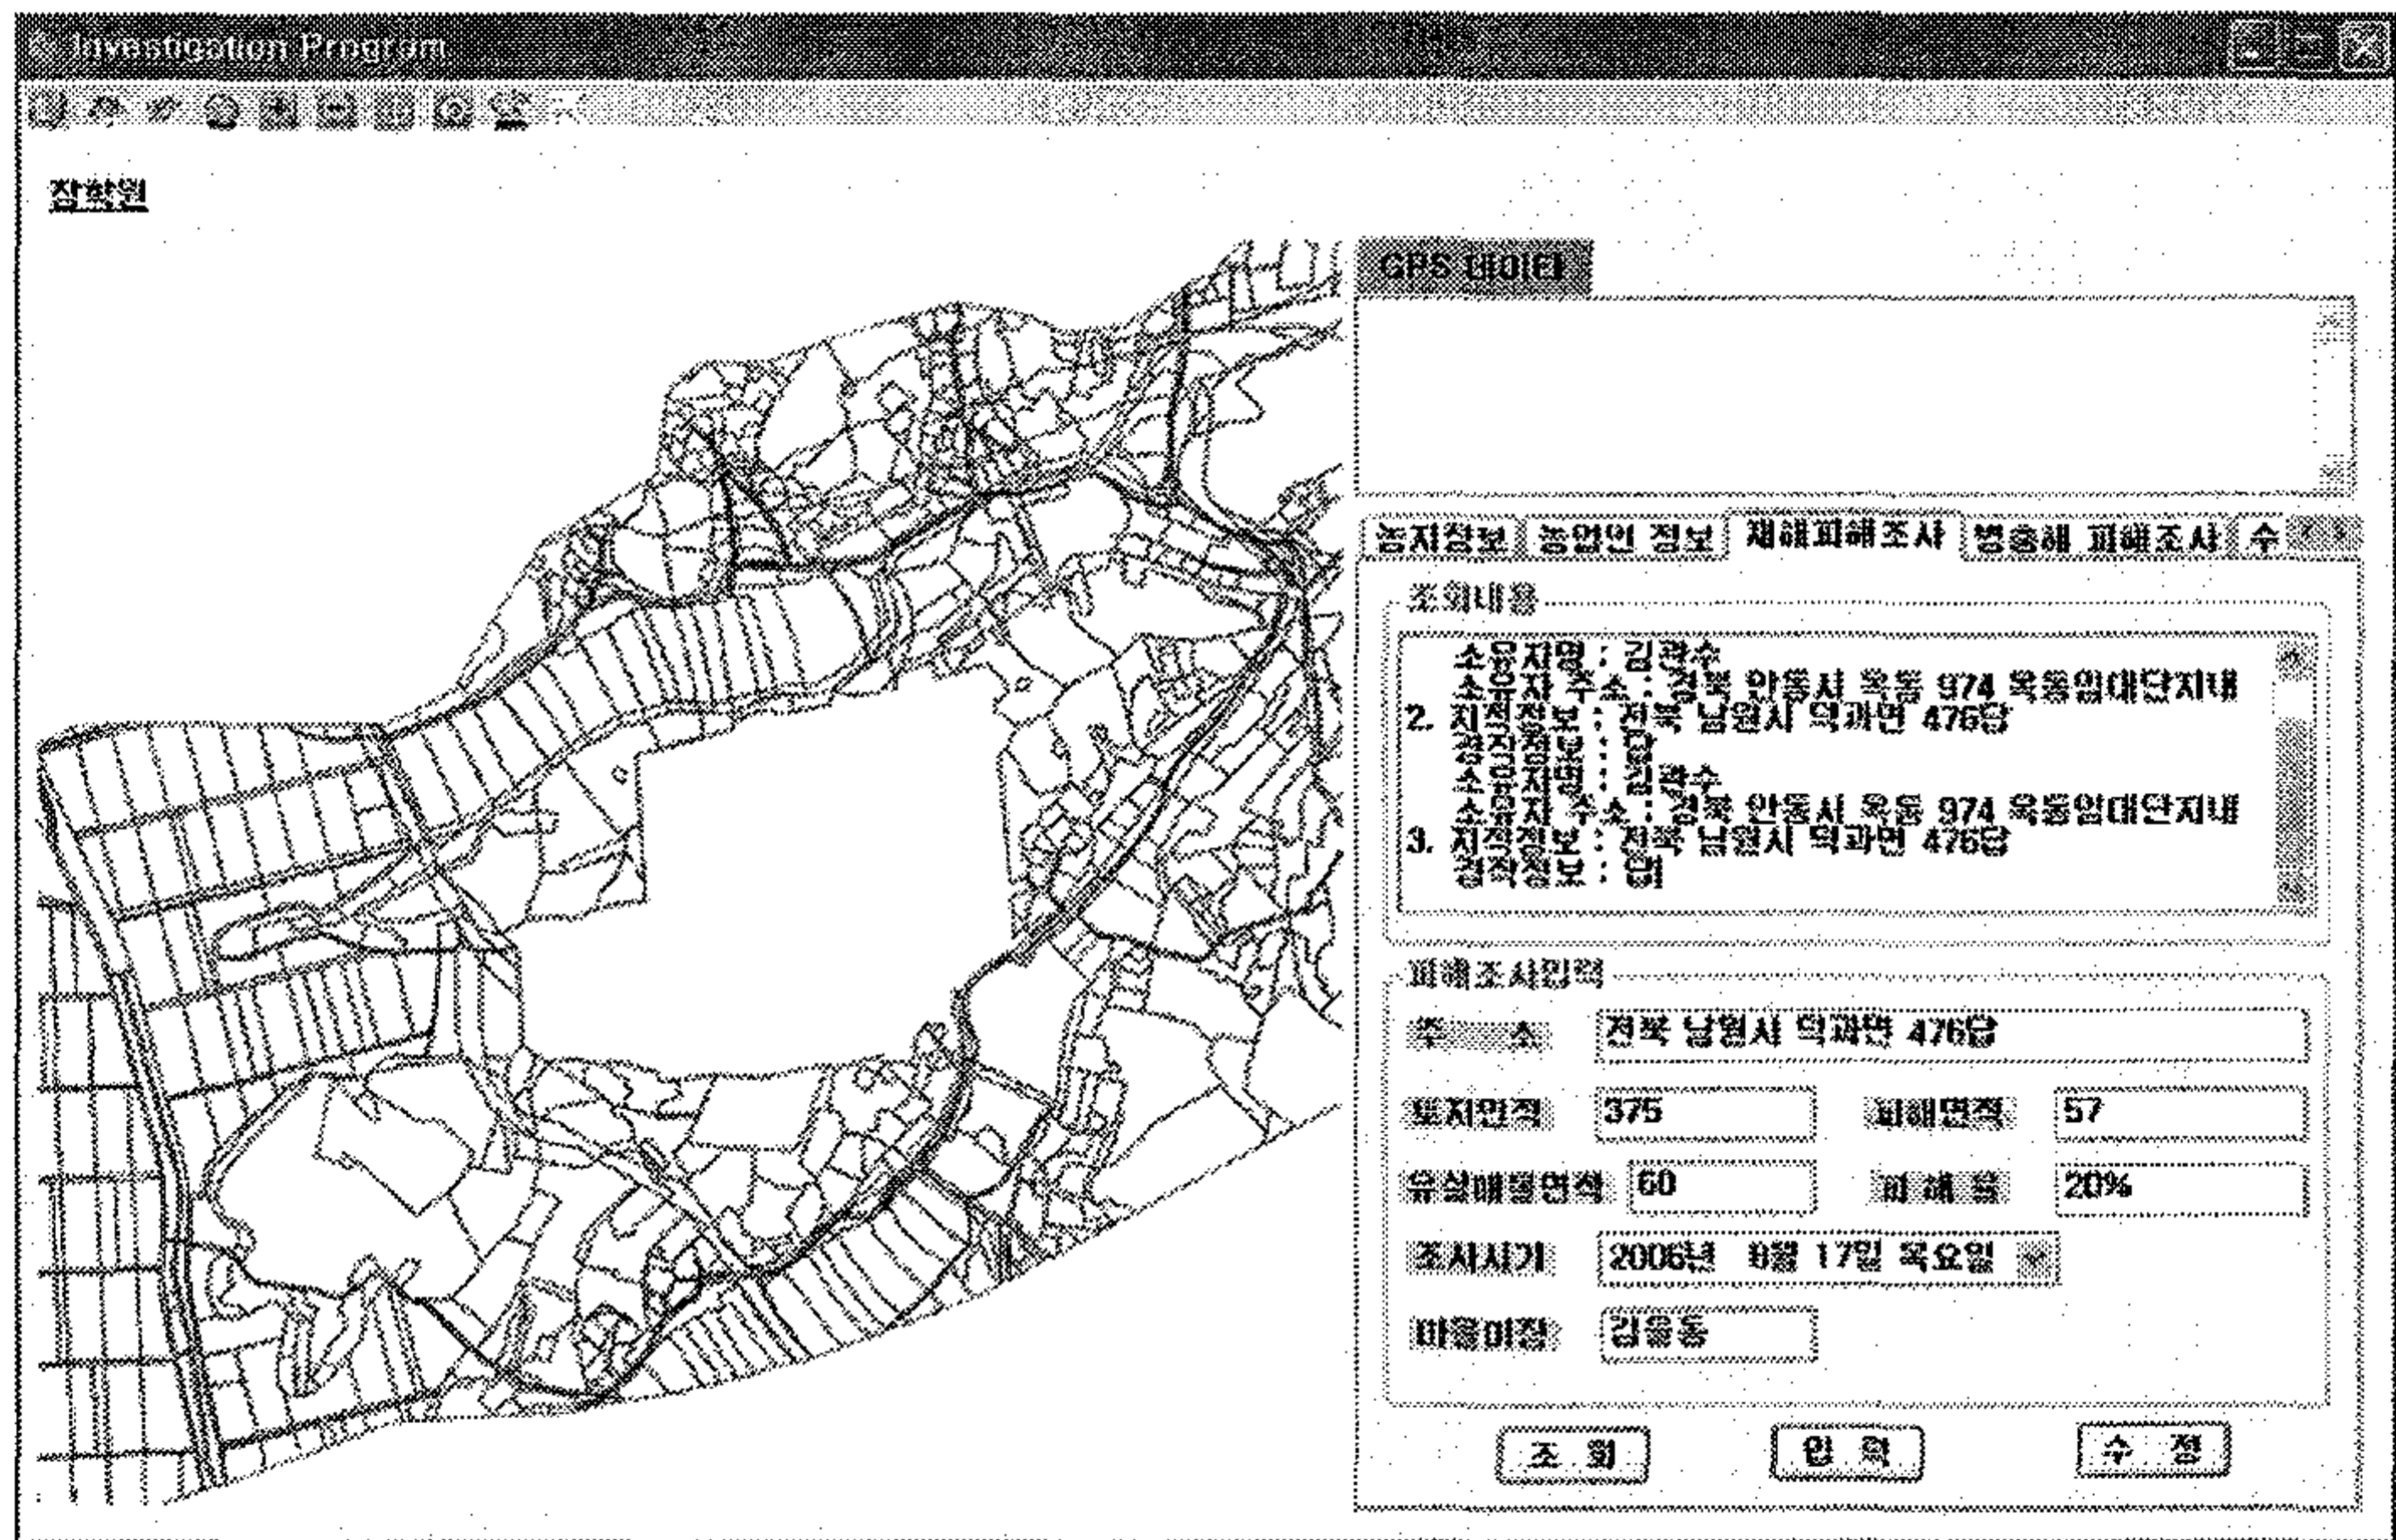 Investigation Program
장학원
GPS 데이터
농지정보 농업인 정보 재해피해조사 병충해 피해조사 수
조회내용
소유자명 : 김광수
소유자 주소 : 경북 안동시 옥동 974 옥동임대단지내
2. 지적정보 : 전북 남원시 덕과면 476답
경작정보 : 답
소유자명 : 김광수
소유자 주소 : 경북 안동시 옥동 974 옥동임대단지내
3. 지적정보 : 전북 남원시 덕과면 476답
경작정보 : 답
피해조사입력
주 소 전북 남원시 덕과면 476답
토지면적 375 피해면적 57
유실매몰면적 60 피 해 율 20%
조사시기 2006년 8월 17일 목요일
마을이장 김을동
조 회 입 력 수 정